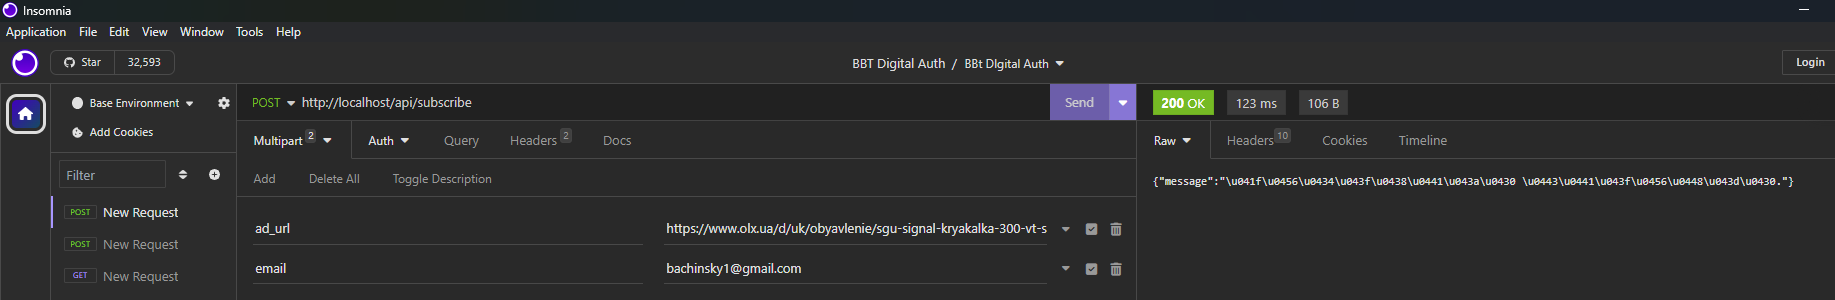 Insomnia
Application File Edit View Window Tools Help
Star 32,593
BBT Digital Auth / BBt DIgital Auth
Login
Base Environment
Add Cookies
Filter
POST New Request
POST New Request
GET New Request
POST http://localhost/api/subscribe
Send
Multipart 2 Auth Query Headers 2 Docs
Add Delete All Toggle Description
ad_url https://www.olx.ua/d/uk/obyavlenie/sgu-signal-kryakalka-300-vt-s
email bachinsky1@gmail.com
200 OK 123 ms 106 B
Raw Headers 10 Cookies Timeline
{"message":"\u041f\u0456\u0434\u043f\u0438\u0441\u043a\u0430 \u0443\u0441\u043f\u0456\u0448\u043d\u0430."}